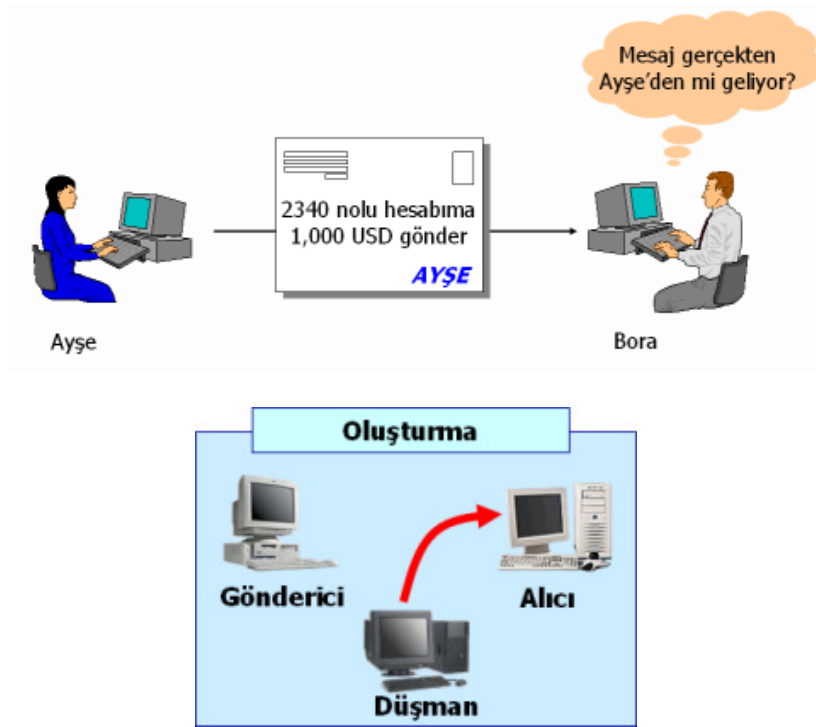 Mesaj gerçekten
Ayşe'den mi geliyor?
2340 nolu hesabıma
1,000 USD gönder
AYŞE
Ayşe
Bora
Oluşturma
Gönderici
Alıcı
Düşman